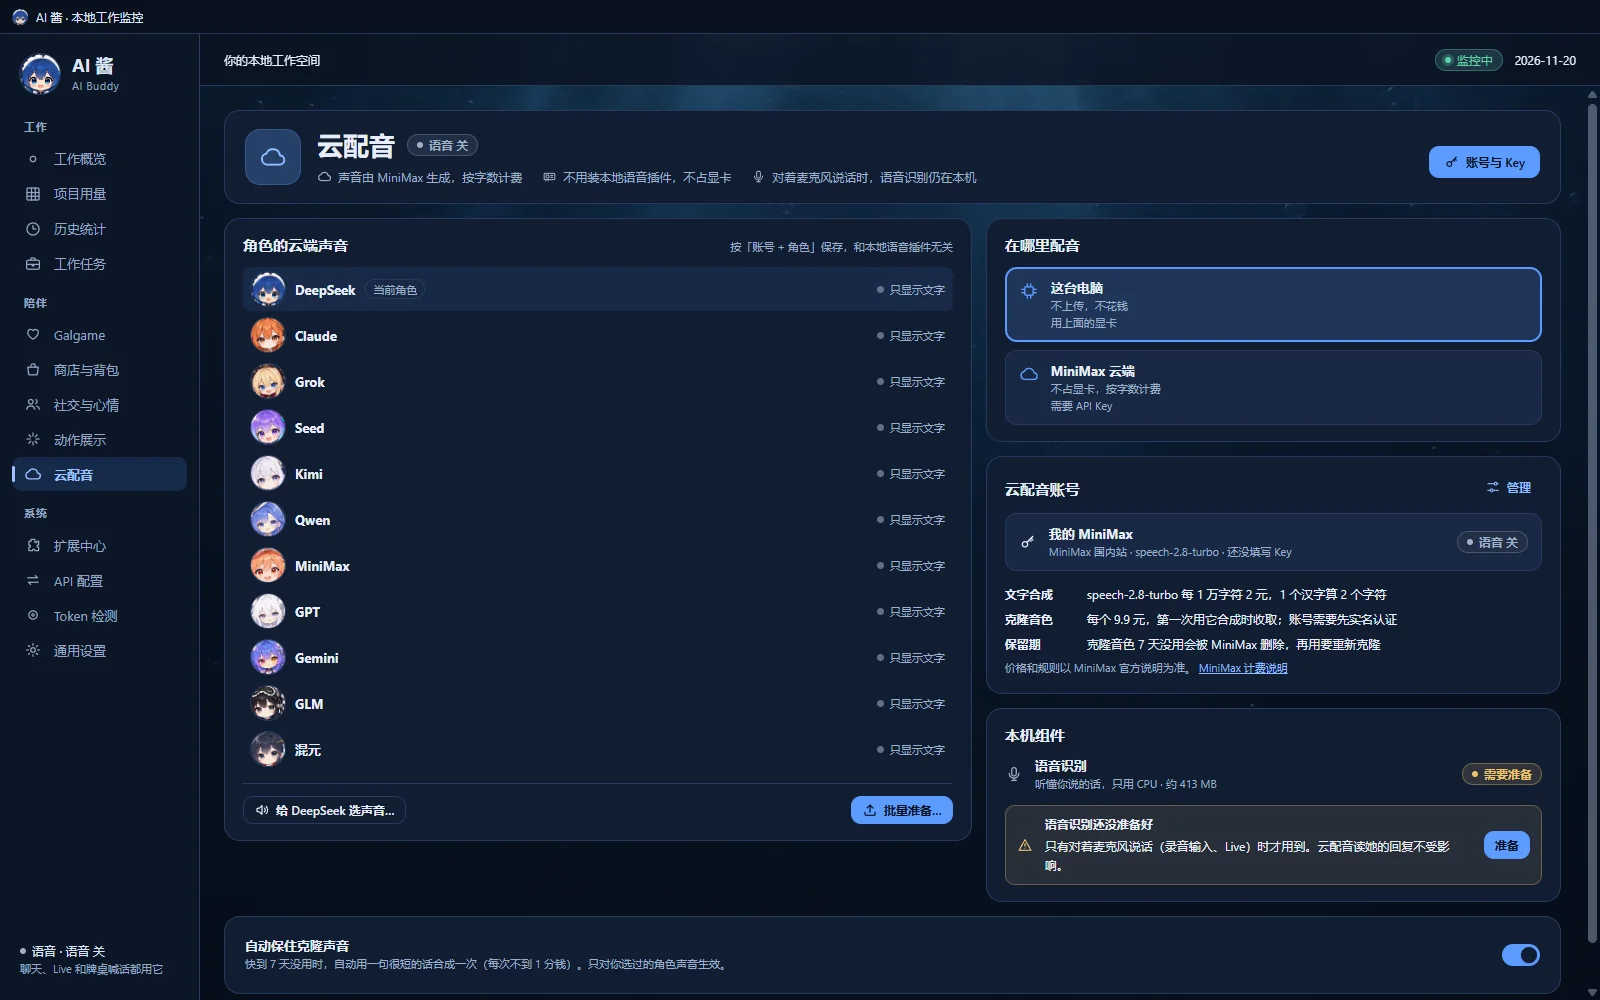 AI 酱 · 本地工作监控
AI 酱
AI Buddy
工作
工作概览
项目用量
历史统计
工作任务
陪伴
Galgame
商店与背包
社交与心情
动作展示
云配音
系统
扩展中心
API 配置
Token 检测
通用设置
语音 · 语音 关
聊天、Live 和牌桌喊话都用它
你的本地工作空间
监控中
2026-11-20
云配音
语音 关
声音由 MiniMax 生成，按字数计费
不用装本地语音插件，不占显卡
对着麦克风说话时，语音识别仍在本机
账号与 Key
角色的云端声音
按「账号 + 角色」保存，和本地语音插件无关
DeepSeek
当前角色
只显示文字
Claude
只显示文字
Grok
只显示文字
Seed
只显示文字
Kimi
只显示文字
Qwen
只显示文字
MiniMax
只显示文字
GPT
只显示文字
Gemini
只显示文字
GLM
只显示文字
混元
只显示文字
给 DeepSeek 选声音...
批量准备...
在哪里配音
这台电脑
不上传，不花钱
用上面的显卡
MiniMax 云端
不占显卡，按字数计费
需要 API Key
云配音账号
管理
我的 MiniMax
MiniMax 国内站 · speech-2.8-turbo · 还没填写 Key
语音 关
文字合成
speech-2.8-turbo 每 1 万字符 2 元，1 个汉字算 2 个字符
克隆音色
每个 9.9 元，第一次用它合成时收取；账号需要先实名认证
保留期
克隆音色 7 天没用会被 MiniMax 删除，再用要重新克隆
价格和规则以 MiniMax 官方说明为准。 MiniMax 计费说明
本机组件
语音识别
听懂你说的话，只用 CPU · 约 413 MB
需要准备
语音识别还没准备好
只有对着麦克风说话（录音输入、Live）时才用到。云配音读她的回复不受影
响。
准备
自动保住克隆声音
快到 7 天没用时，自动用一句很短的话合成一次（每次不到 1 分钱）。只对你选过的角色声音生效。